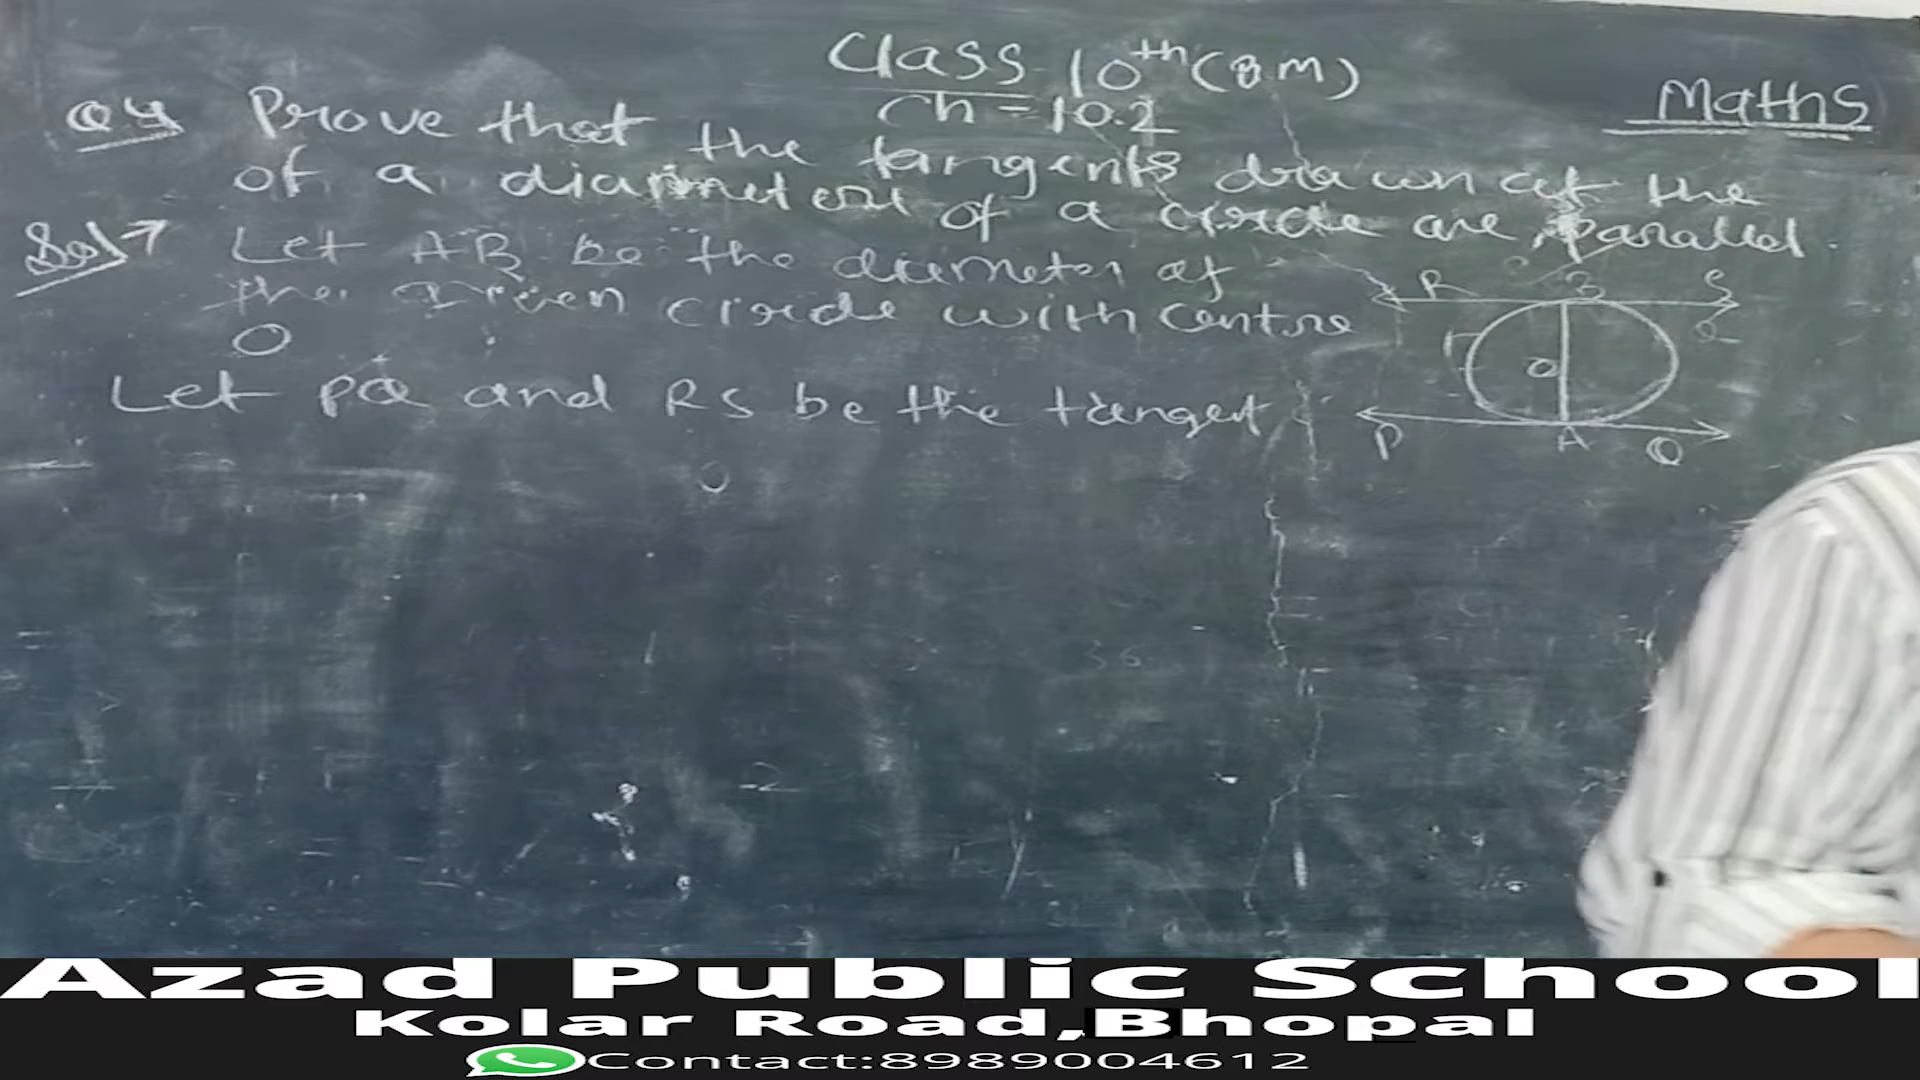 Class 10th (EM)
Ch = 10.2
Maths
Q4 Prove that the tangents drawn at the
of a diameter of a circle are parallel.
Sol→ Let AB be the diameter of
the given circle with centre
O
Let PQ and RS be the tangent
R B S
O
P A Q
Azad Public School
Kolar Road,Bhopal
Contact:8989004612